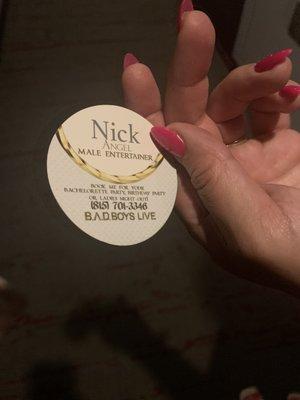 Nick
ANGEL
MALE ENTERTAINER
BOOK ME FOR YOUR
BACHELORETTE PARTY, BIRTHDAY PARTY
OR LADIES NIGHT OUT!
(815) 701-3346
B.A.D.BOYS LIVE